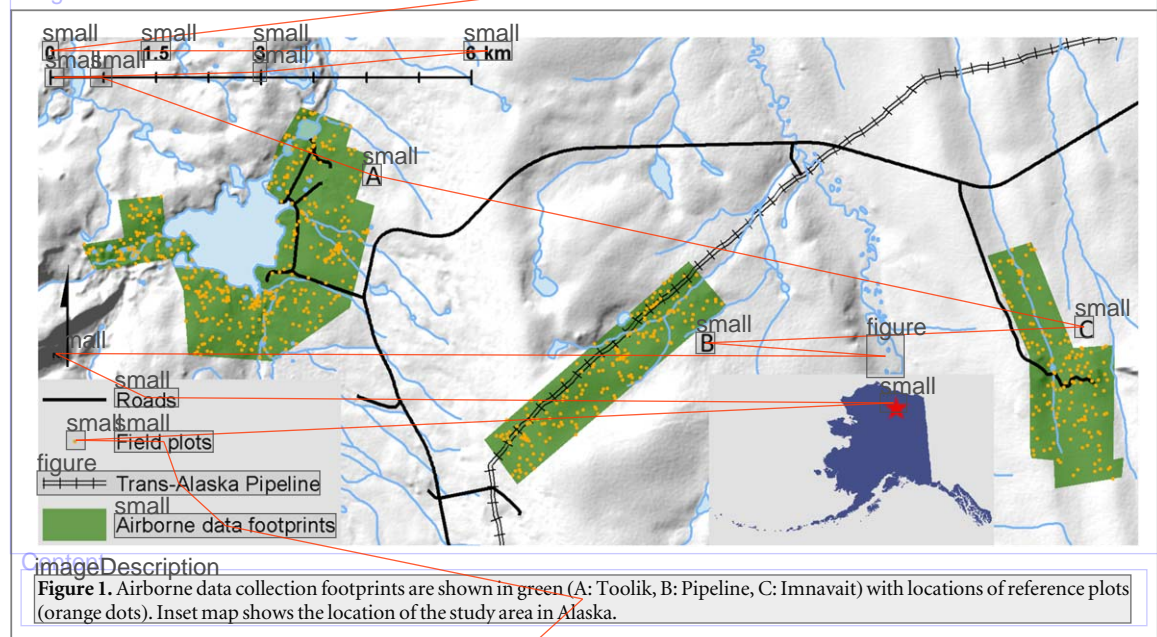 small small small small
0 1.5 3 6 km
small small small
small
A
small
B
small
C
figure
small
mall
small
Roads
small small
Field plots
figure
Trans-Alaska Pipeline
small
Airborne data footprints
Content
imageDescription
Figure 1. Airborne data collection footprints are shown in green (A: Toolik, B: Pipeline, C: Imnavait) with locations of reference plots
(orange dots). Inset map shows the location of the study area in Alaska.